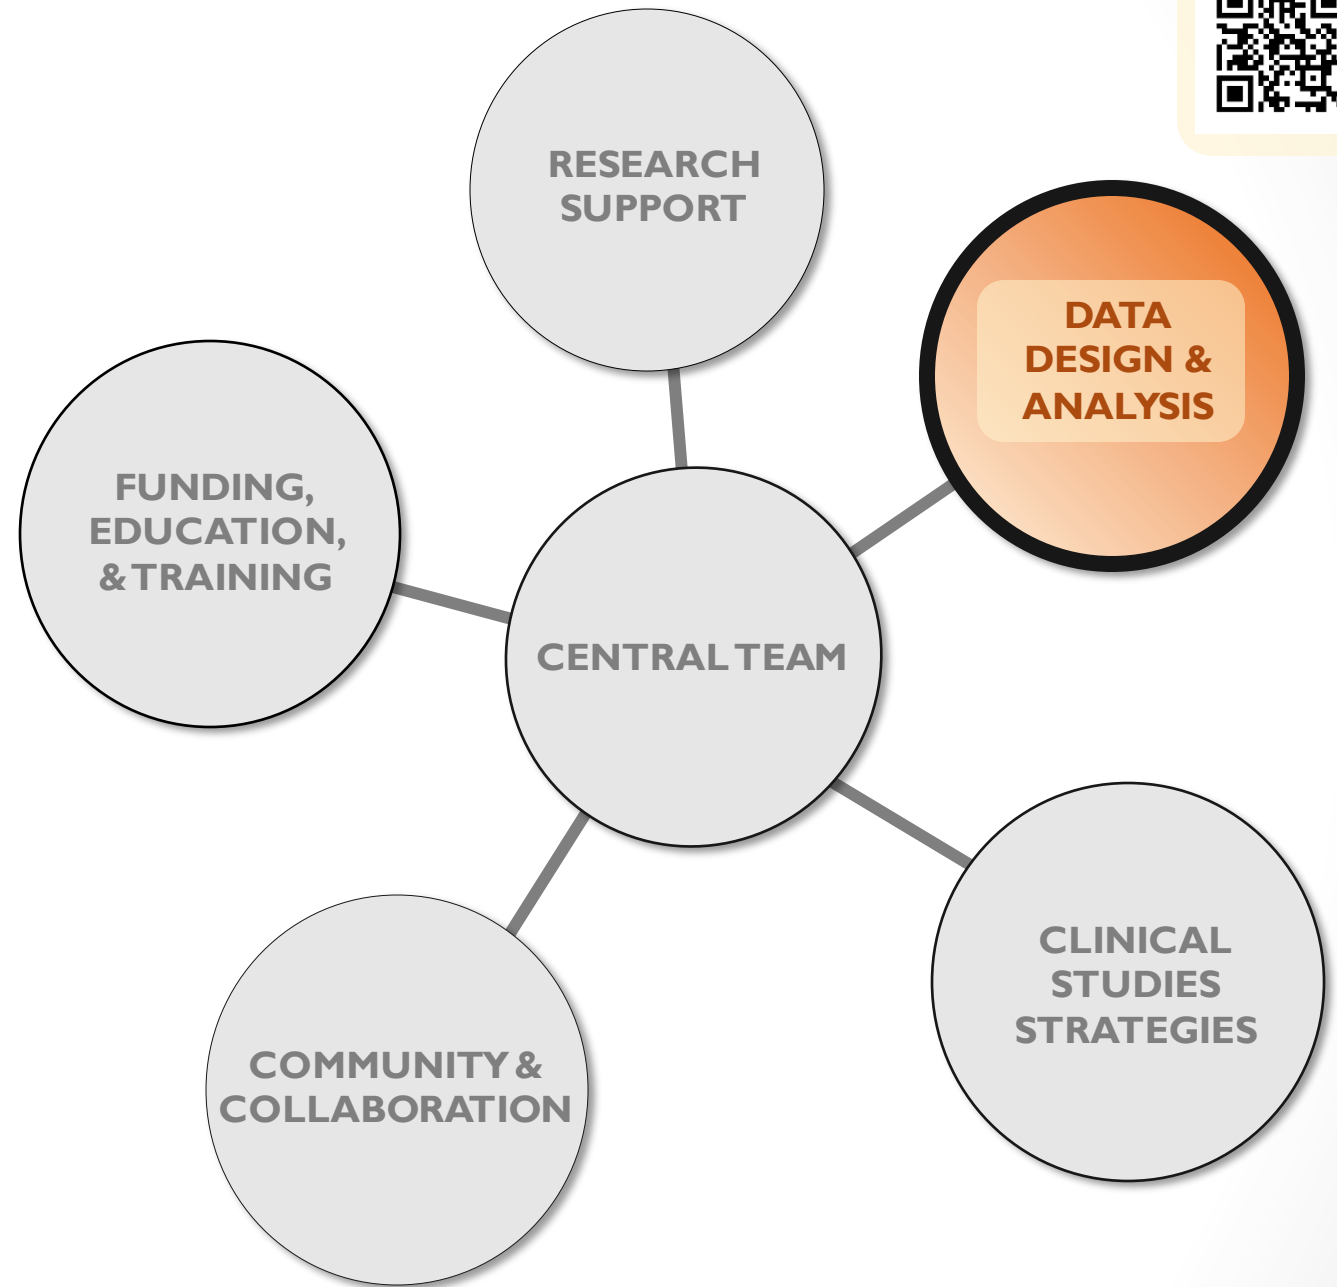 RESEARCH
SUPPORT
DATA
DESIGN &
ANALYSIS
FUNDING,
EDUCATION,
& TRAINING
CENTRAL TEAM
CLINICAL
STUDIES
STRATEGIES
COMMUNITY &
COLLABORATION